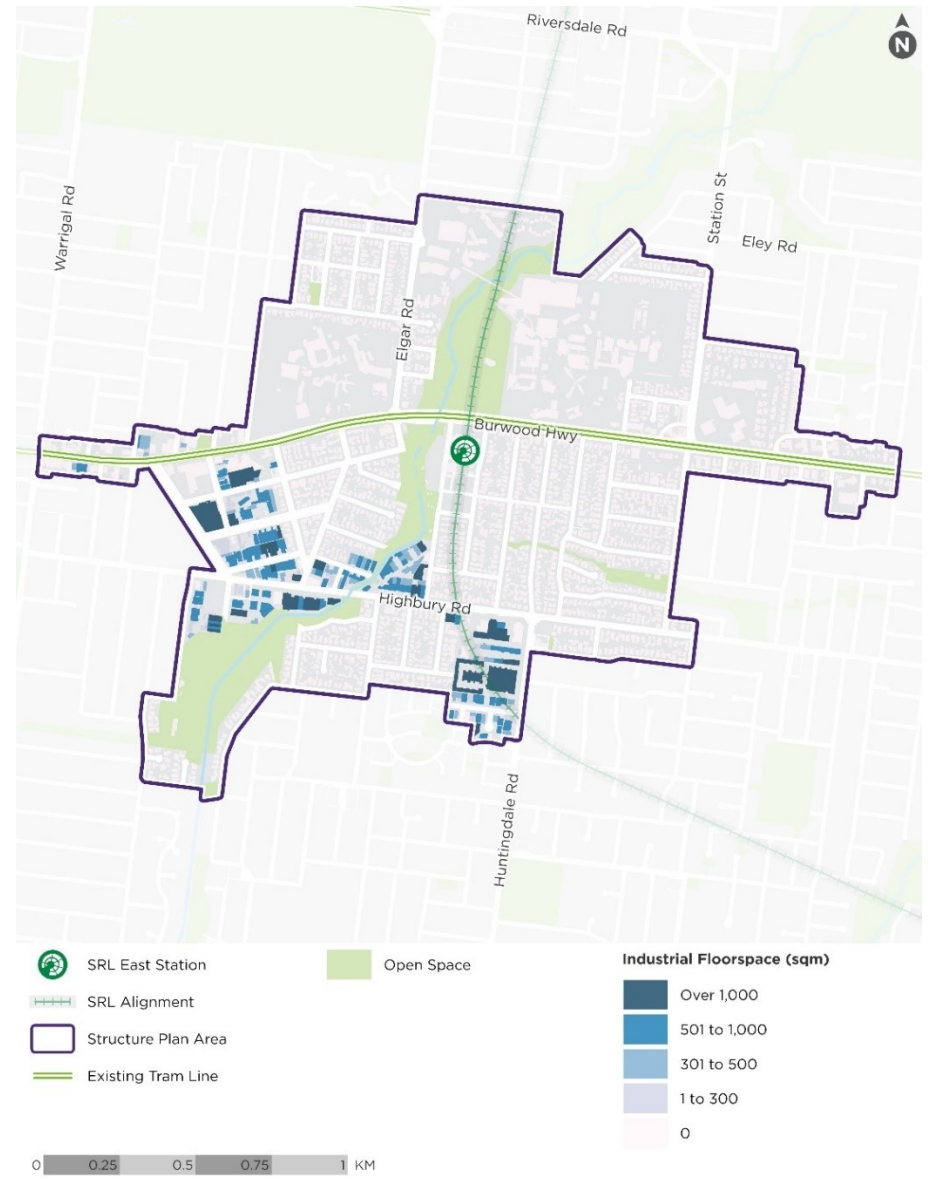 Riversdale Rd
N
Warrigal Rd
Station St
Eley Rd
Elgar Rd
Burwood Hwy
Highbury Rd
Huntingdale Rd
SRL East Station
SRL Alignment
Structure Plan Area
Existing Tram Line
Open Space
Industrial Floorspace (sqm)
Over 1,000
501 to 1,000
301 to 500
1 to 300
0
0 0.25 0.5 0.75 1 KM